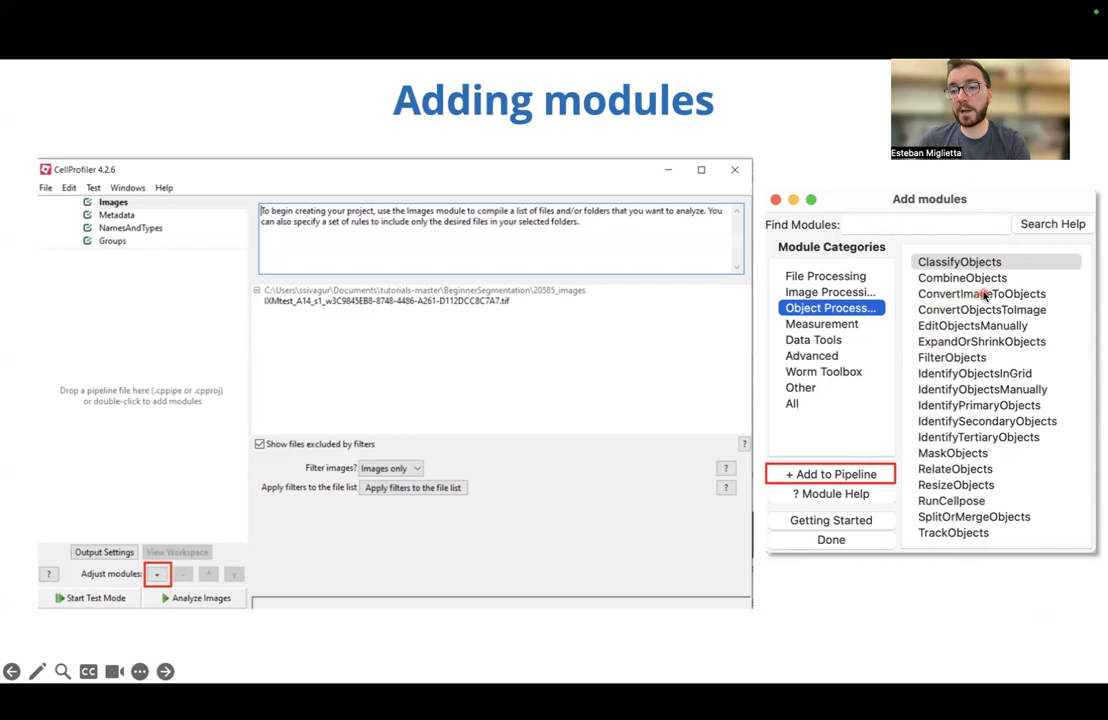 Adding modules
Esteban Miglietta
CellProfiler 4.2.6
File Edit Test Windows Help
Images
Metadata
NamesAndTypes
Groups
To begin creating your project, use the Images module to compile a list of files and/or folders that you want to analyze. You
can also specify a set of rules to include only the desired files in your selected folders.
C:\Users\ssivagur\Documents\tutorials-master\BeginnerSegmentation\20585_images
IXMtest_A14_s1_w3C9845EB8-8748-4486-A261-D112DCC8C7A7.tif
Drop a pipeline file here (.cppipe or .cpproj)
or double-click to add modules
Show files excluded by filters
?
Filter images? Images only
?
Apply filters to the file list Apply filters to the file list
?
Output Settings View Workspace
? Adjust modules: + - ^ v
Start Test Mode Analyze Images
Add modules
Find Modules: Search Help
Module Categories
File Processing
Image Processi...
Object Process...
Measurement
Data Tools
Advanced
Worm Toolbox
Other
All
+ Add to Pipeline
? Module Help
Getting Started
Done
ClassifyObjects
CombineObjects
ConvertImageToObjects
ConvertObjectsToImage
EditObjectsManually
ExpandOrShrinkObjects
FilterObjects
IdentifyObjectsInGrid
IdentifyObjectsManually
IdentifyPrimaryObjects
IdentifySecondaryObjects
IdentifyTertiaryObjects
MaskObjects
RelateObjects
ResizeObjects
RunCellpose
SplitOrMergeObjects
TrackObjects
CC